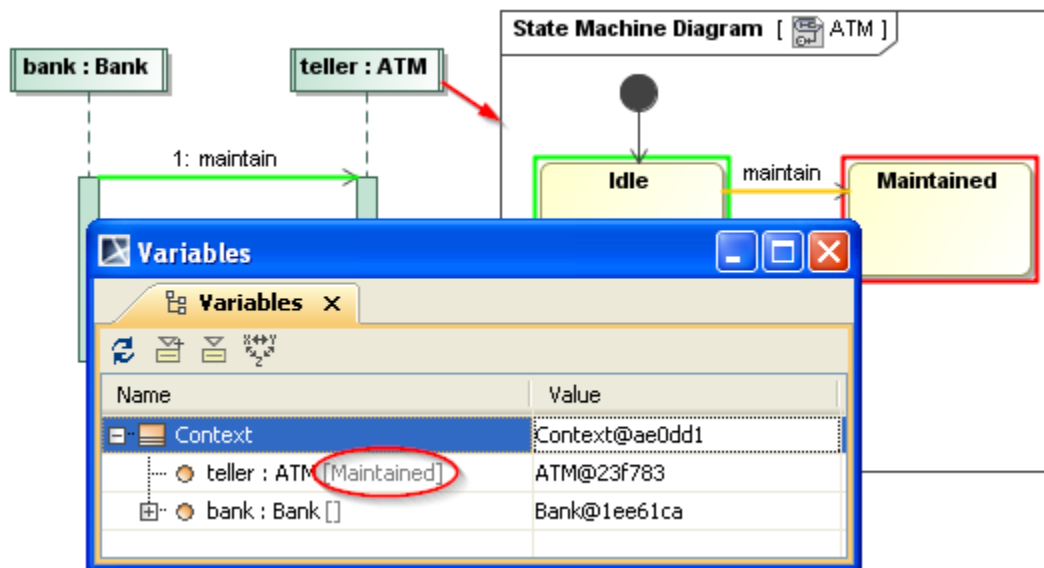 State Machine Diagram [ ATM ]
bank : Bank
teller : ATM
1: maintain
Idle
maintain
Maintained
Variables
Variables X
Name Value
Context Context@ae0dd1
teller : ATM [Maintained] ATM@23f783
bank : Bank [] Bank@1ee61ca